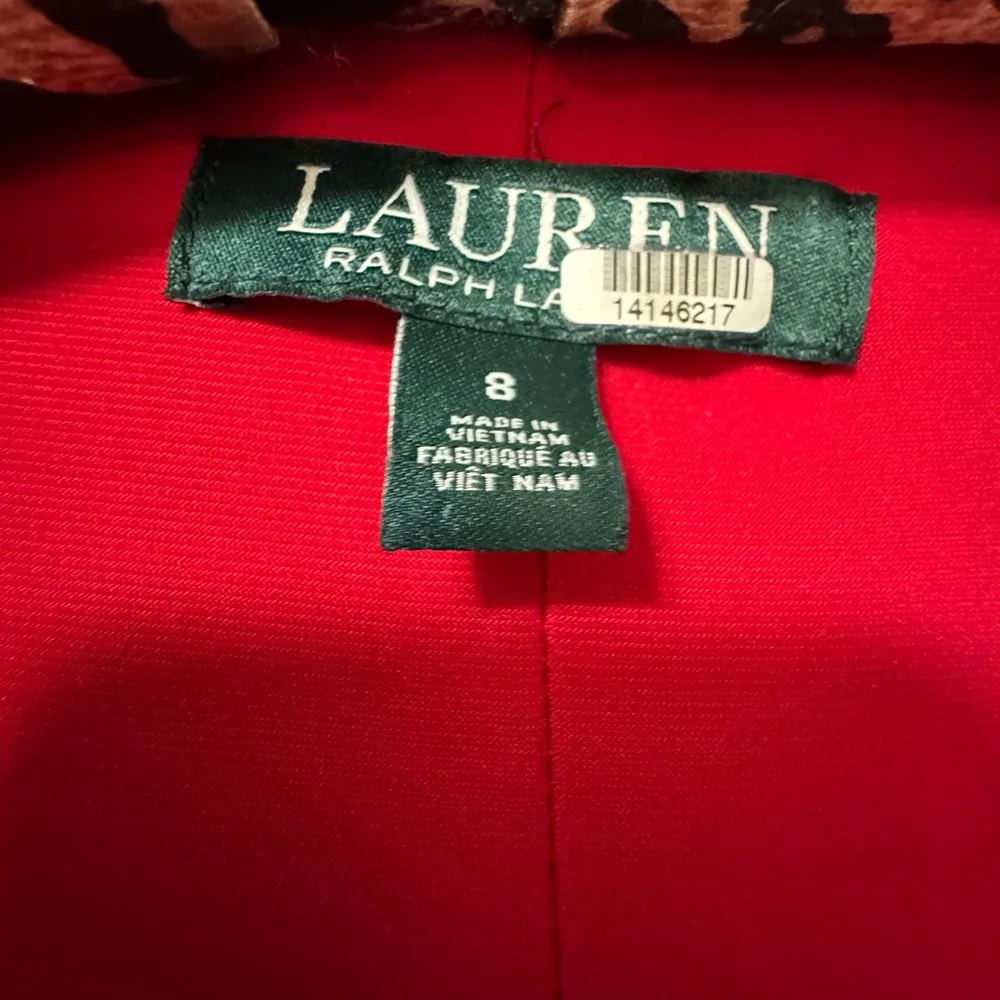 LAUREN
RALPH LA
14146217
8
MADE IN
VIETNAM
FABRIQUÉ AU
VIÊT NAM